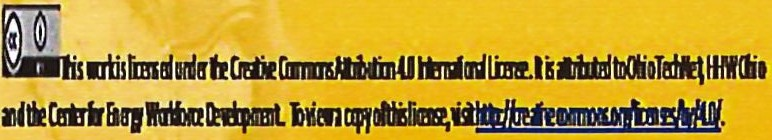 This work is licensed under the Creative Commons Attribution 4.0 International License. It is attributed to Ohio TechNet, HHW Ohio
and the Center for Energy Workforce Development. To view a copy of this license, visit http://creativecommons.org/licenses/by/4.0/.